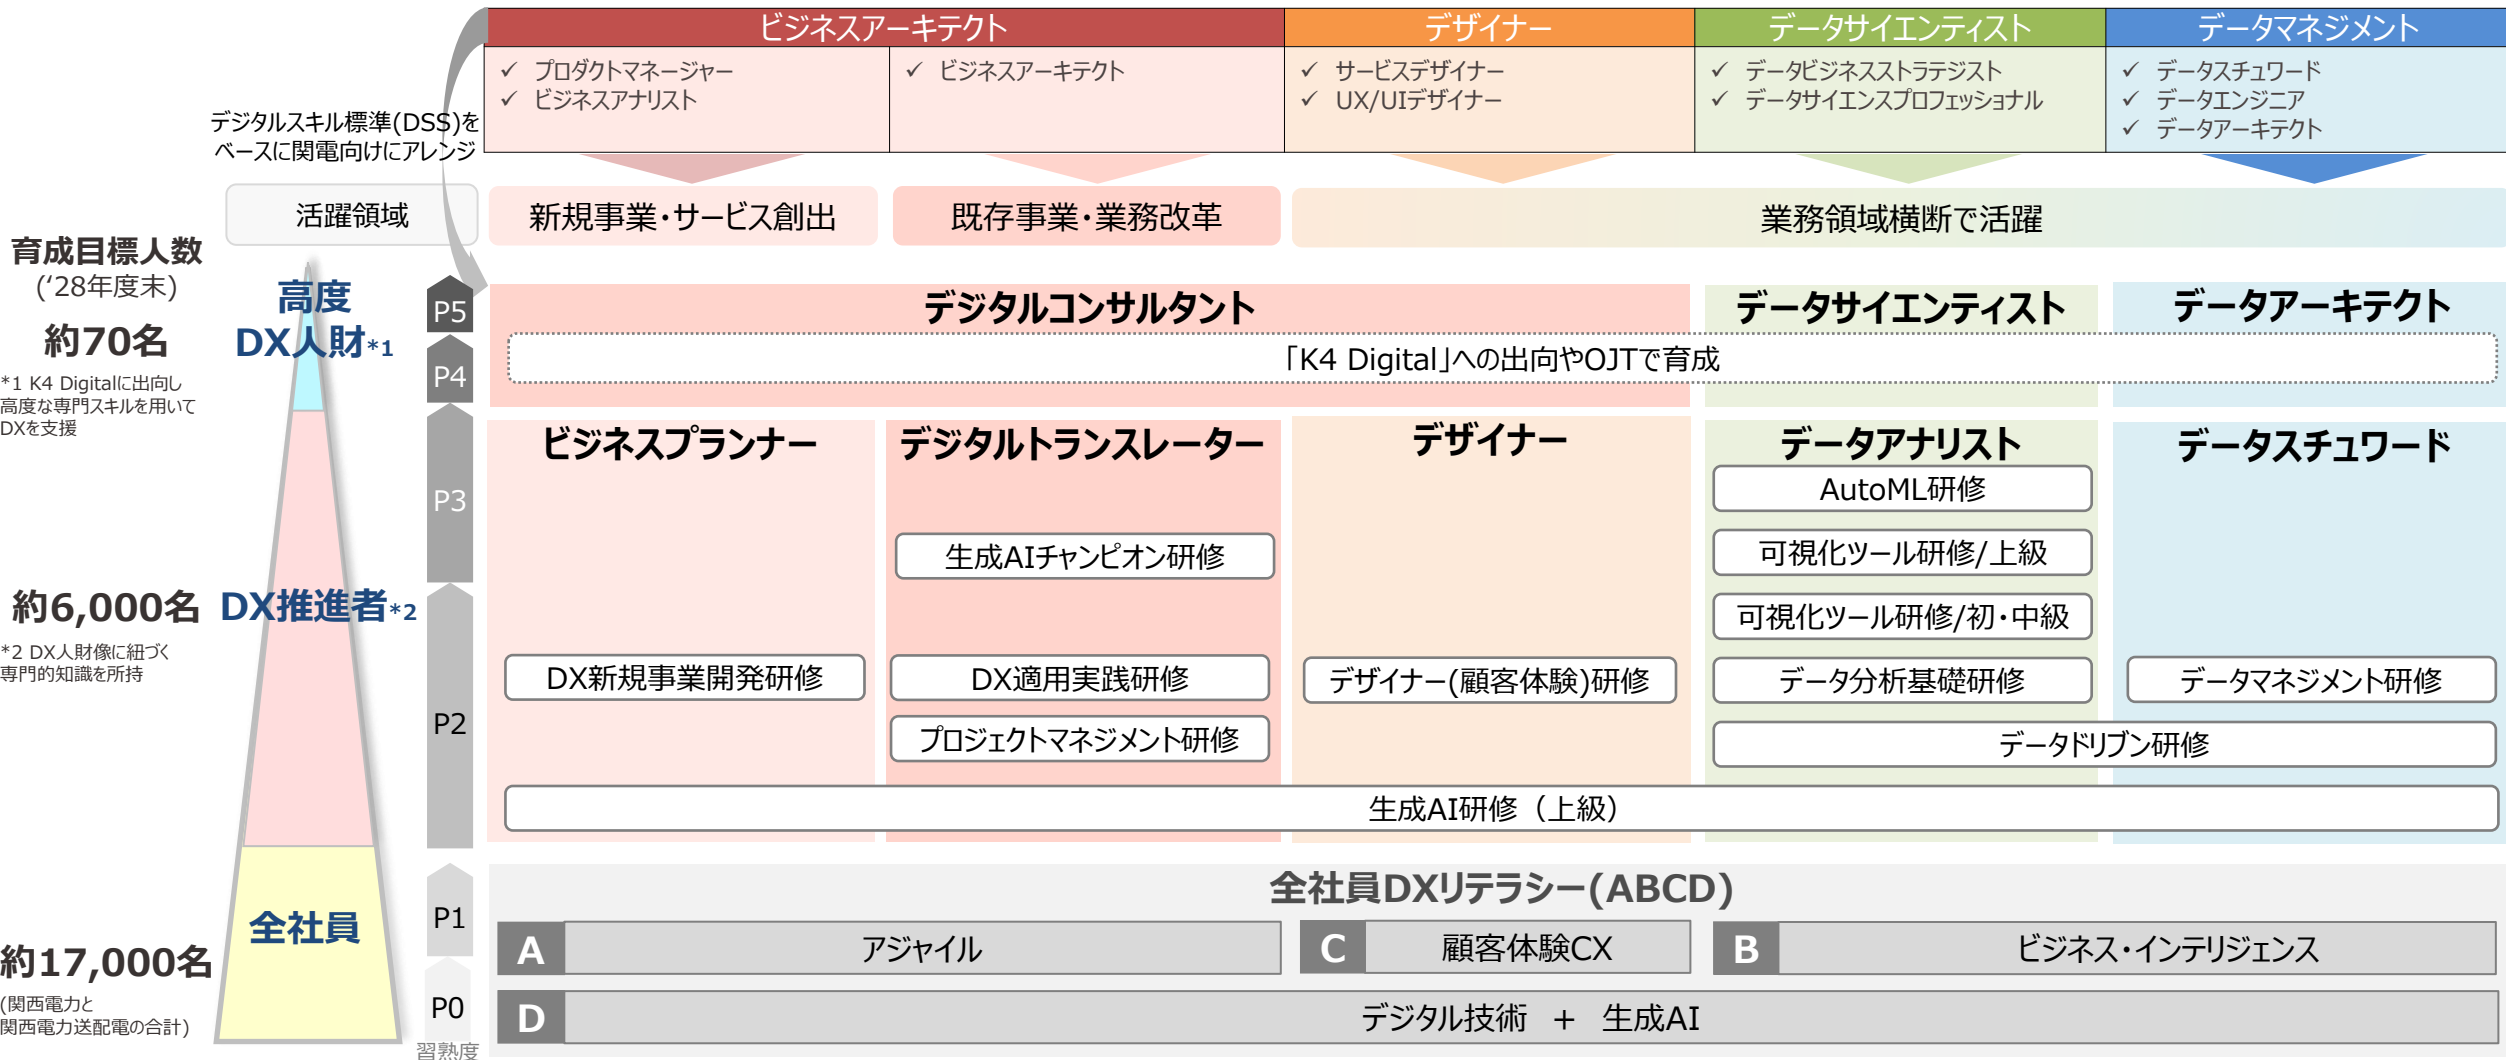 ビジネスアーキテクト
デザイナー
データサイエンティスト
データマネジメント
✓ プロダクトマネージャー
✓ ビジネスアナリスト
✓ ビジネスアーキテクト
✓ サービスデザイナー
✓ UX/UIデザイナー
✓ データビジネスストラテジスト
✓ データサイエンスプロフェッショナル
✓ データスチュワード
✓ データエンジニア
✓ データアーキテクト
デジタルスキル標準(DSS)を
ベースに関電向けにアレンジ
活躍領域
新規事業・サービス創出
既存事業・業務改革
業務領域横断で活躍
育成目標人数
(‘28年度末)
約70名
*1 K4 Digitalに出向し
高度な専門スキルを用いて
DXを支援
高度
DX人財*1
P5
P4
デジタルコンサルタント
データサイエンティスト
データアーキテクト
「K4 Digital」への出向やOJTで育成
約6,000名
*2 DX人財像に紐づく
専門的知識を所持
DX推進者*2
P3
P2
ビジネスプランナー
デジタルトランスレーター
デザイナー
データアナリスト
データスチュワード
AutoML研修
生成AIチャンピオン研修
可視化ツール研修/上級
可視化ツール研修/初・中級
DX新規事業開発研修
DX適用実践研修
デザイナー(顧客体験)研修
データ分析基礎研修
データマネジメント研修
プロジェクトマネジメント研修
データドリブン研修
生成AI研修（上級）
約17,000名
(関西電力と
関西電力送配電の合計)
全社員
P1
P0
習熟度
全社員DXリテラシー(ABCD)
A アジャイル
C 顧客体験CX
B ビジネス・インテリジェンス
D デジタル技術 + 生成AI